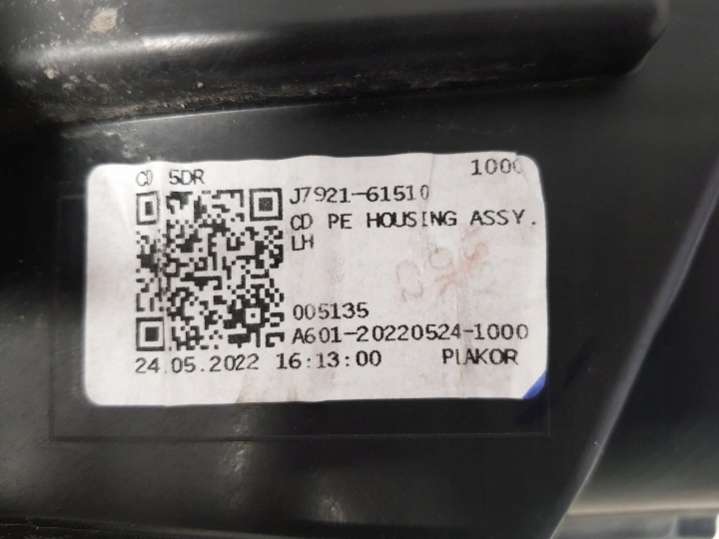 CD 5DR 1000
J7921-61510
CD PE HOUSING ASSY.
LH
005135
A601-20220524-1000
24.05.2022 16:13:00 PLAKOR